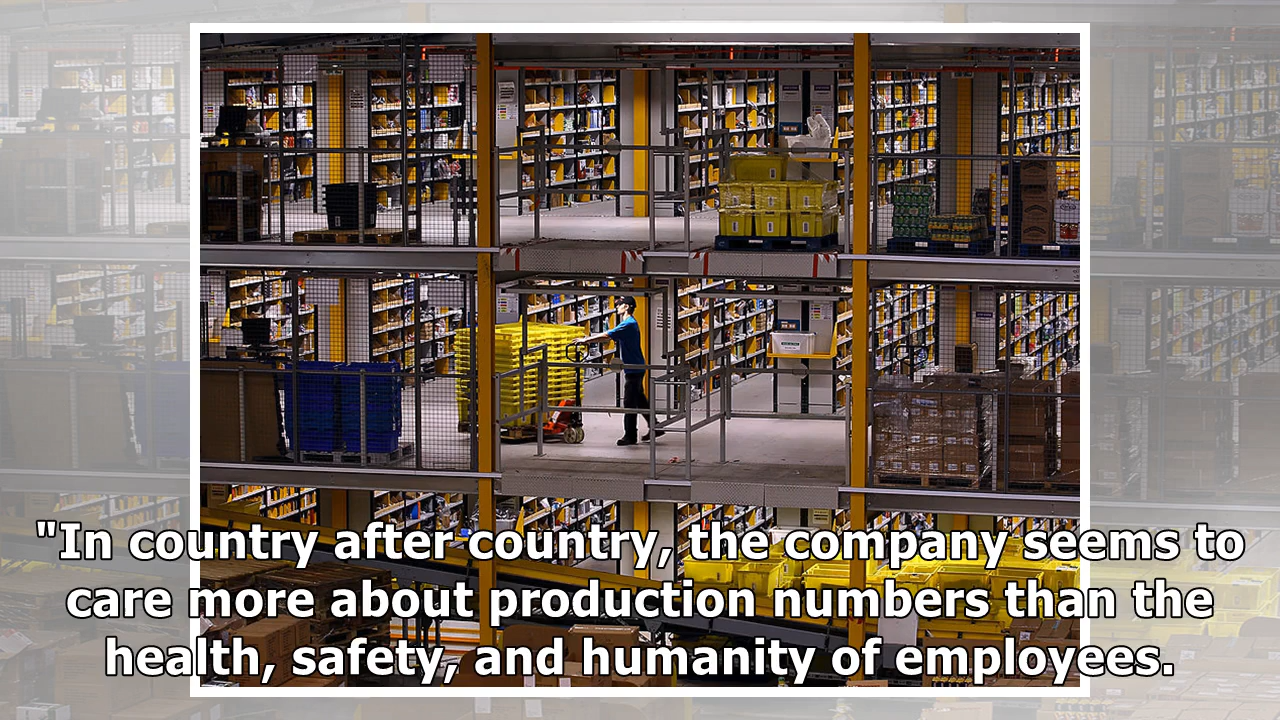 "In country after country, the company seems to
care more about production numbers than the
health, safety, and humanity of employees.